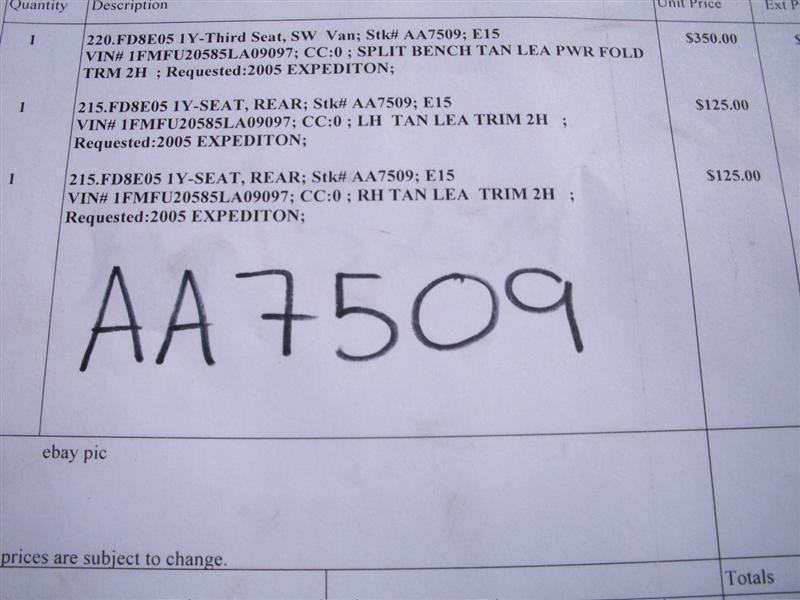 Quantity Description Unit Price Ext P
1 220.FD8E05 1Y-Third Seat, SW Van; Stk# AA7509; E15 $350.00
VIN# 1FMFU20585LA09097; CC:0 ; SPLIT BENCH TAN LEA PWR FOLD
TRM 2H ; Requested:2005 EXPEDITON;
1 215.FD8E05 1Y-SEAT, REAR; Stk# AA7509; E15 $125.00
VIN# 1FMFU20585LA09097; CC:0 ; LH TAN LEA TRIM 2H ;
Requested:2005 EXPEDITON;
1 215.FD8E05 1Y-SEAT, REAR; Stk# AA7509; E15 $125.00
VIN# 1FMFU20585LA09097; CC:0 ; RH TAN LEA TRIM 2H ;
Requested:2005 EXPEDITON;
AA7509
ebay pic
prices are subject to change.
Totals